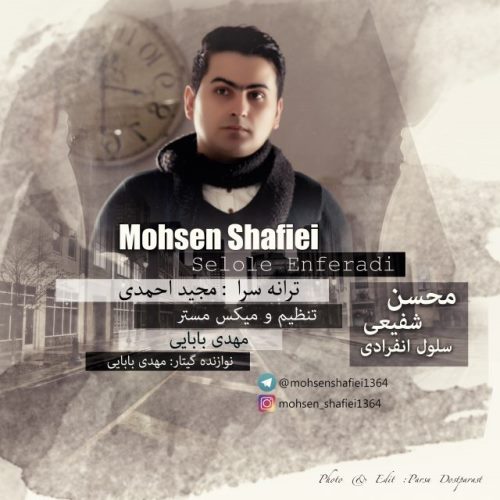 Mohsen Shafiei
Selole Enferadi
ترانه سرا : مجید احمدی
تنظیم و میکس مستر
مهدی بابایی
نوازنده گیتار: مهدی بابایی
محسن
شفیعی
سلول انفرادی
@mohsenshafiei1364
mohsen_shafiei1364
Photo & Edit :Parsa Dostparast